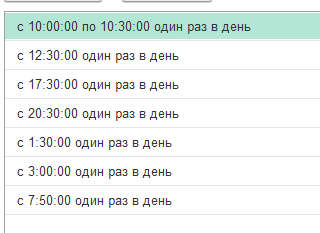 с 10:00:00 по 10:30:00 один раз в день
с 12:30:00 один раз в день
с 17:30:00 один раз в день
с 20:30:00 один раз в день
с 1:30:00 один раз в день
с 3:00:00 один раз в день
с 7:50:00 один раз в день